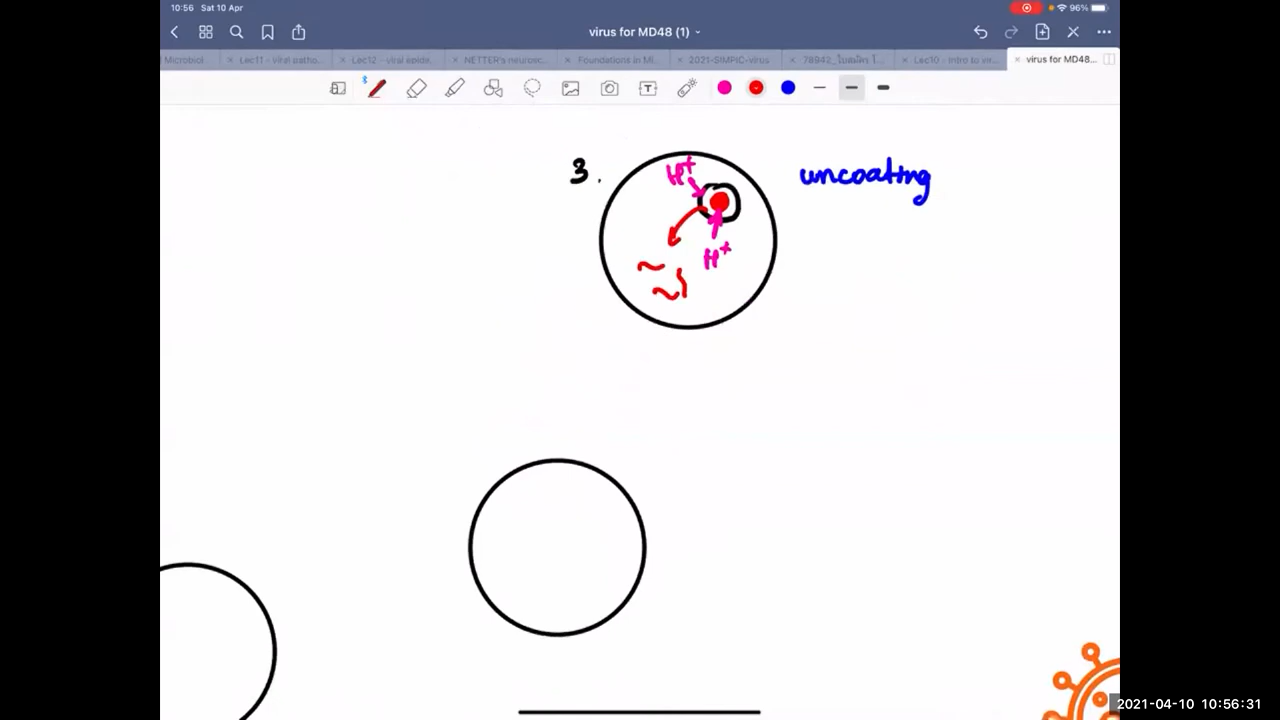 10:56 Sat 10 Apr
96%
virus for MD48 (1)
Microbiol
Lec11 - viral patho...
Lec12 - viral epide...
NETTER's neurosc...
Foundations in Mi...
2021-SIMPIC-virus
Lec10 - intro to vir...
virus for MD48...
T
3.
H+
H+
uncoating
2021-04-10 10:56:31